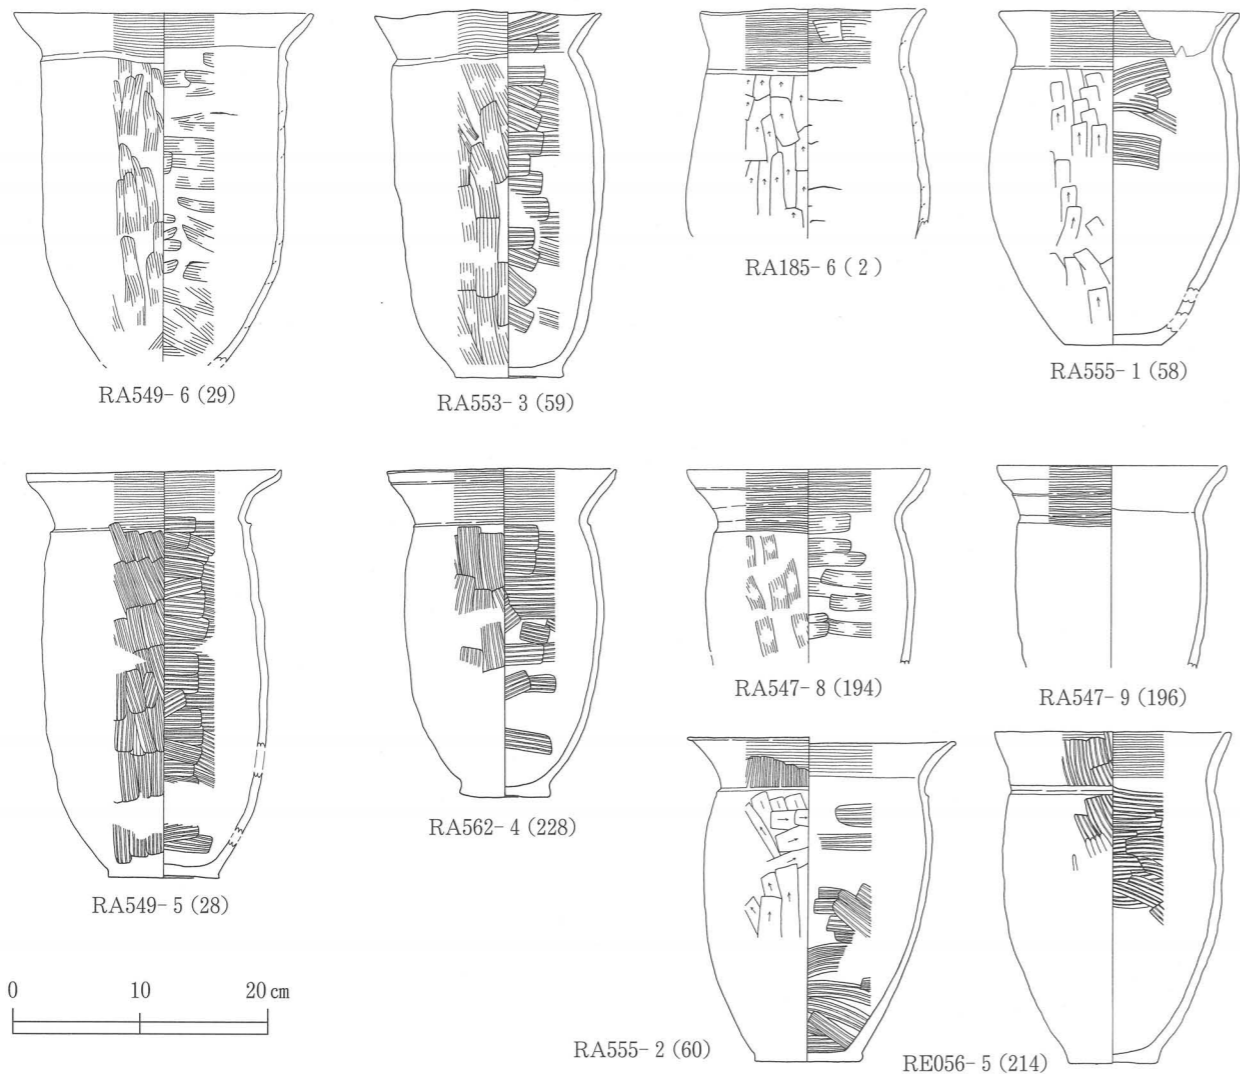 RA549-6 (29)
RA553-3 (59)
RA185-6 (2)
RA555-1 (58)
RA549-5 (28)
RA562-4 (228)
RA547-8 (194)
RA547-9 (196)
RA555-2 (60)
RE056-5 (214)
0 10 20 cm